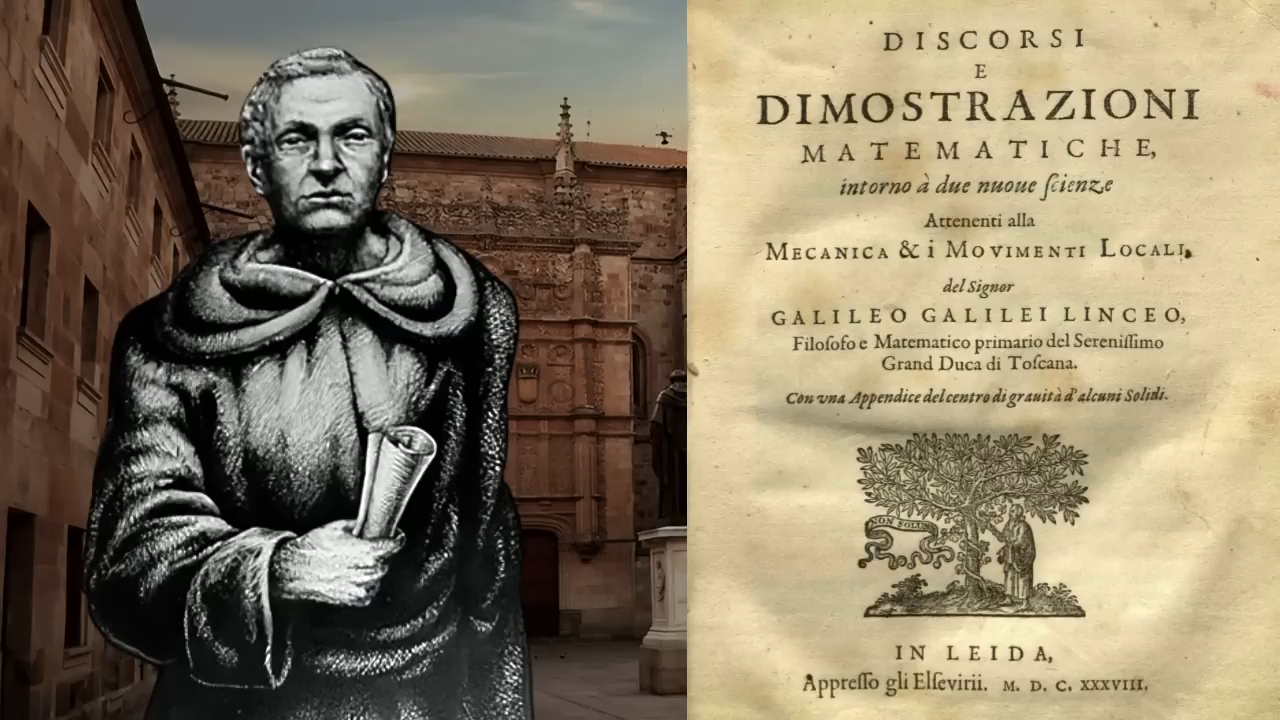 DISCORSI
E
DIMOSTRAZIONI
MATEMATICHE,
intorno à due nuoue ſcienze
Attenenti alla
MECANICA & i MOVIMENTI LOCALI,
del Signor
GALILEO GALILEI LINCEO,
Filoſofo e Matematico primario del Sereniſſimo
Grand Duca di Toſcana.
Con vna Appendice del centro di grauità d'alcuni Solidi.
NON SOLUS
IN LEIDA,
Appreſſo gli Elſevirii. M. D. C. XXXVIII.